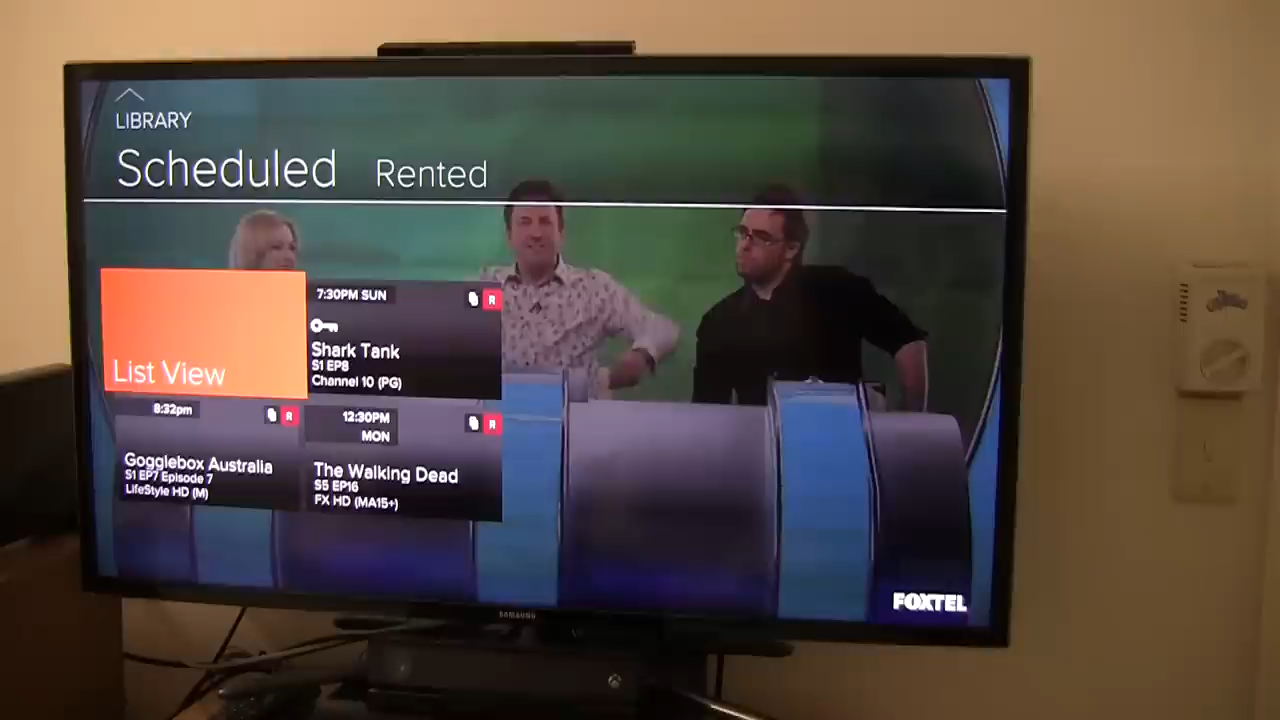 LIBRARY
Scheduled Rented
List View
7:30PM SUN
R
Shark Tank
S1 EP8
Channel 10 (PG)
8:32pm
R
Gogglebox Australia
S1 EP7 Episode 7
LifeStyle HD (M)
12:30PM
MON
R
The Walking Dead
S5 EP16
FX HD (MA15+)
FOXTEL
SAMSUNG